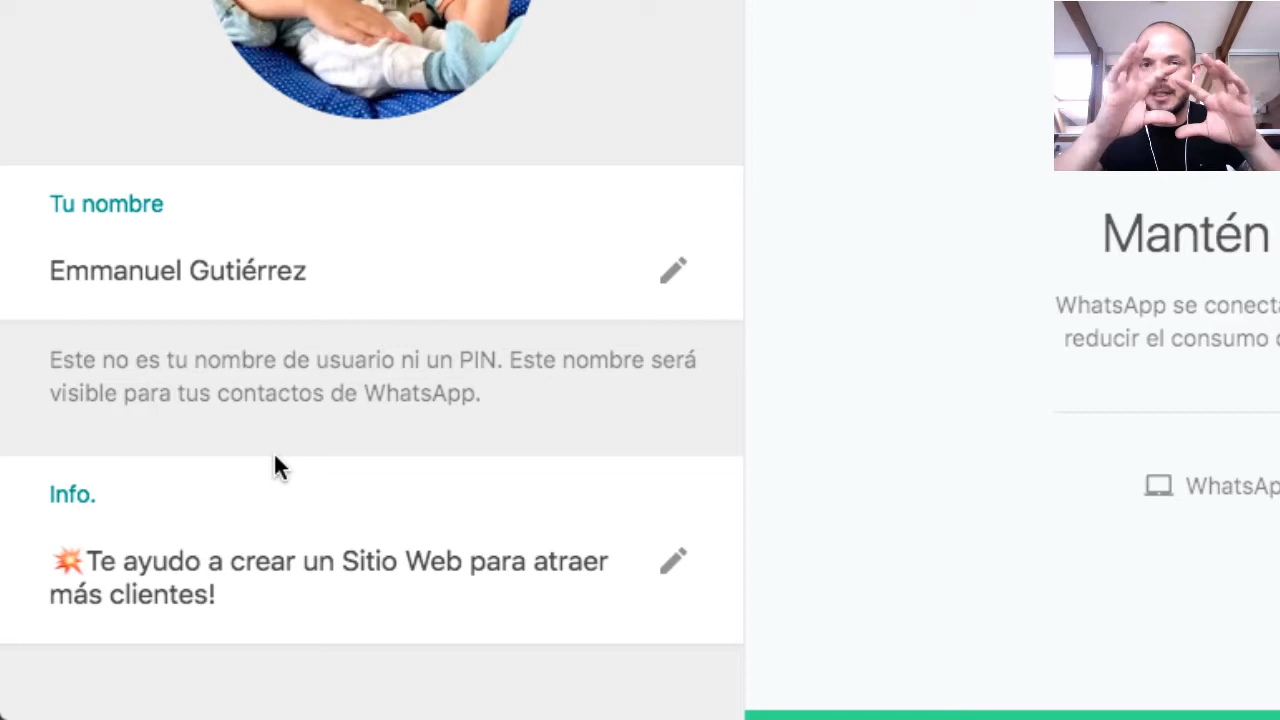 Tu nombre
Emmanuel Gutiérrez
Este no es tu nombre de usuario ni un PIN. Este nombre será
visible para tus contactos de WhatsApp.
Info.
💥Te ayudo a crear un Sitio Web para atraer
más clientes!
Mantén
WhatsApp se conecta
reducir el consumo
WhatsAp